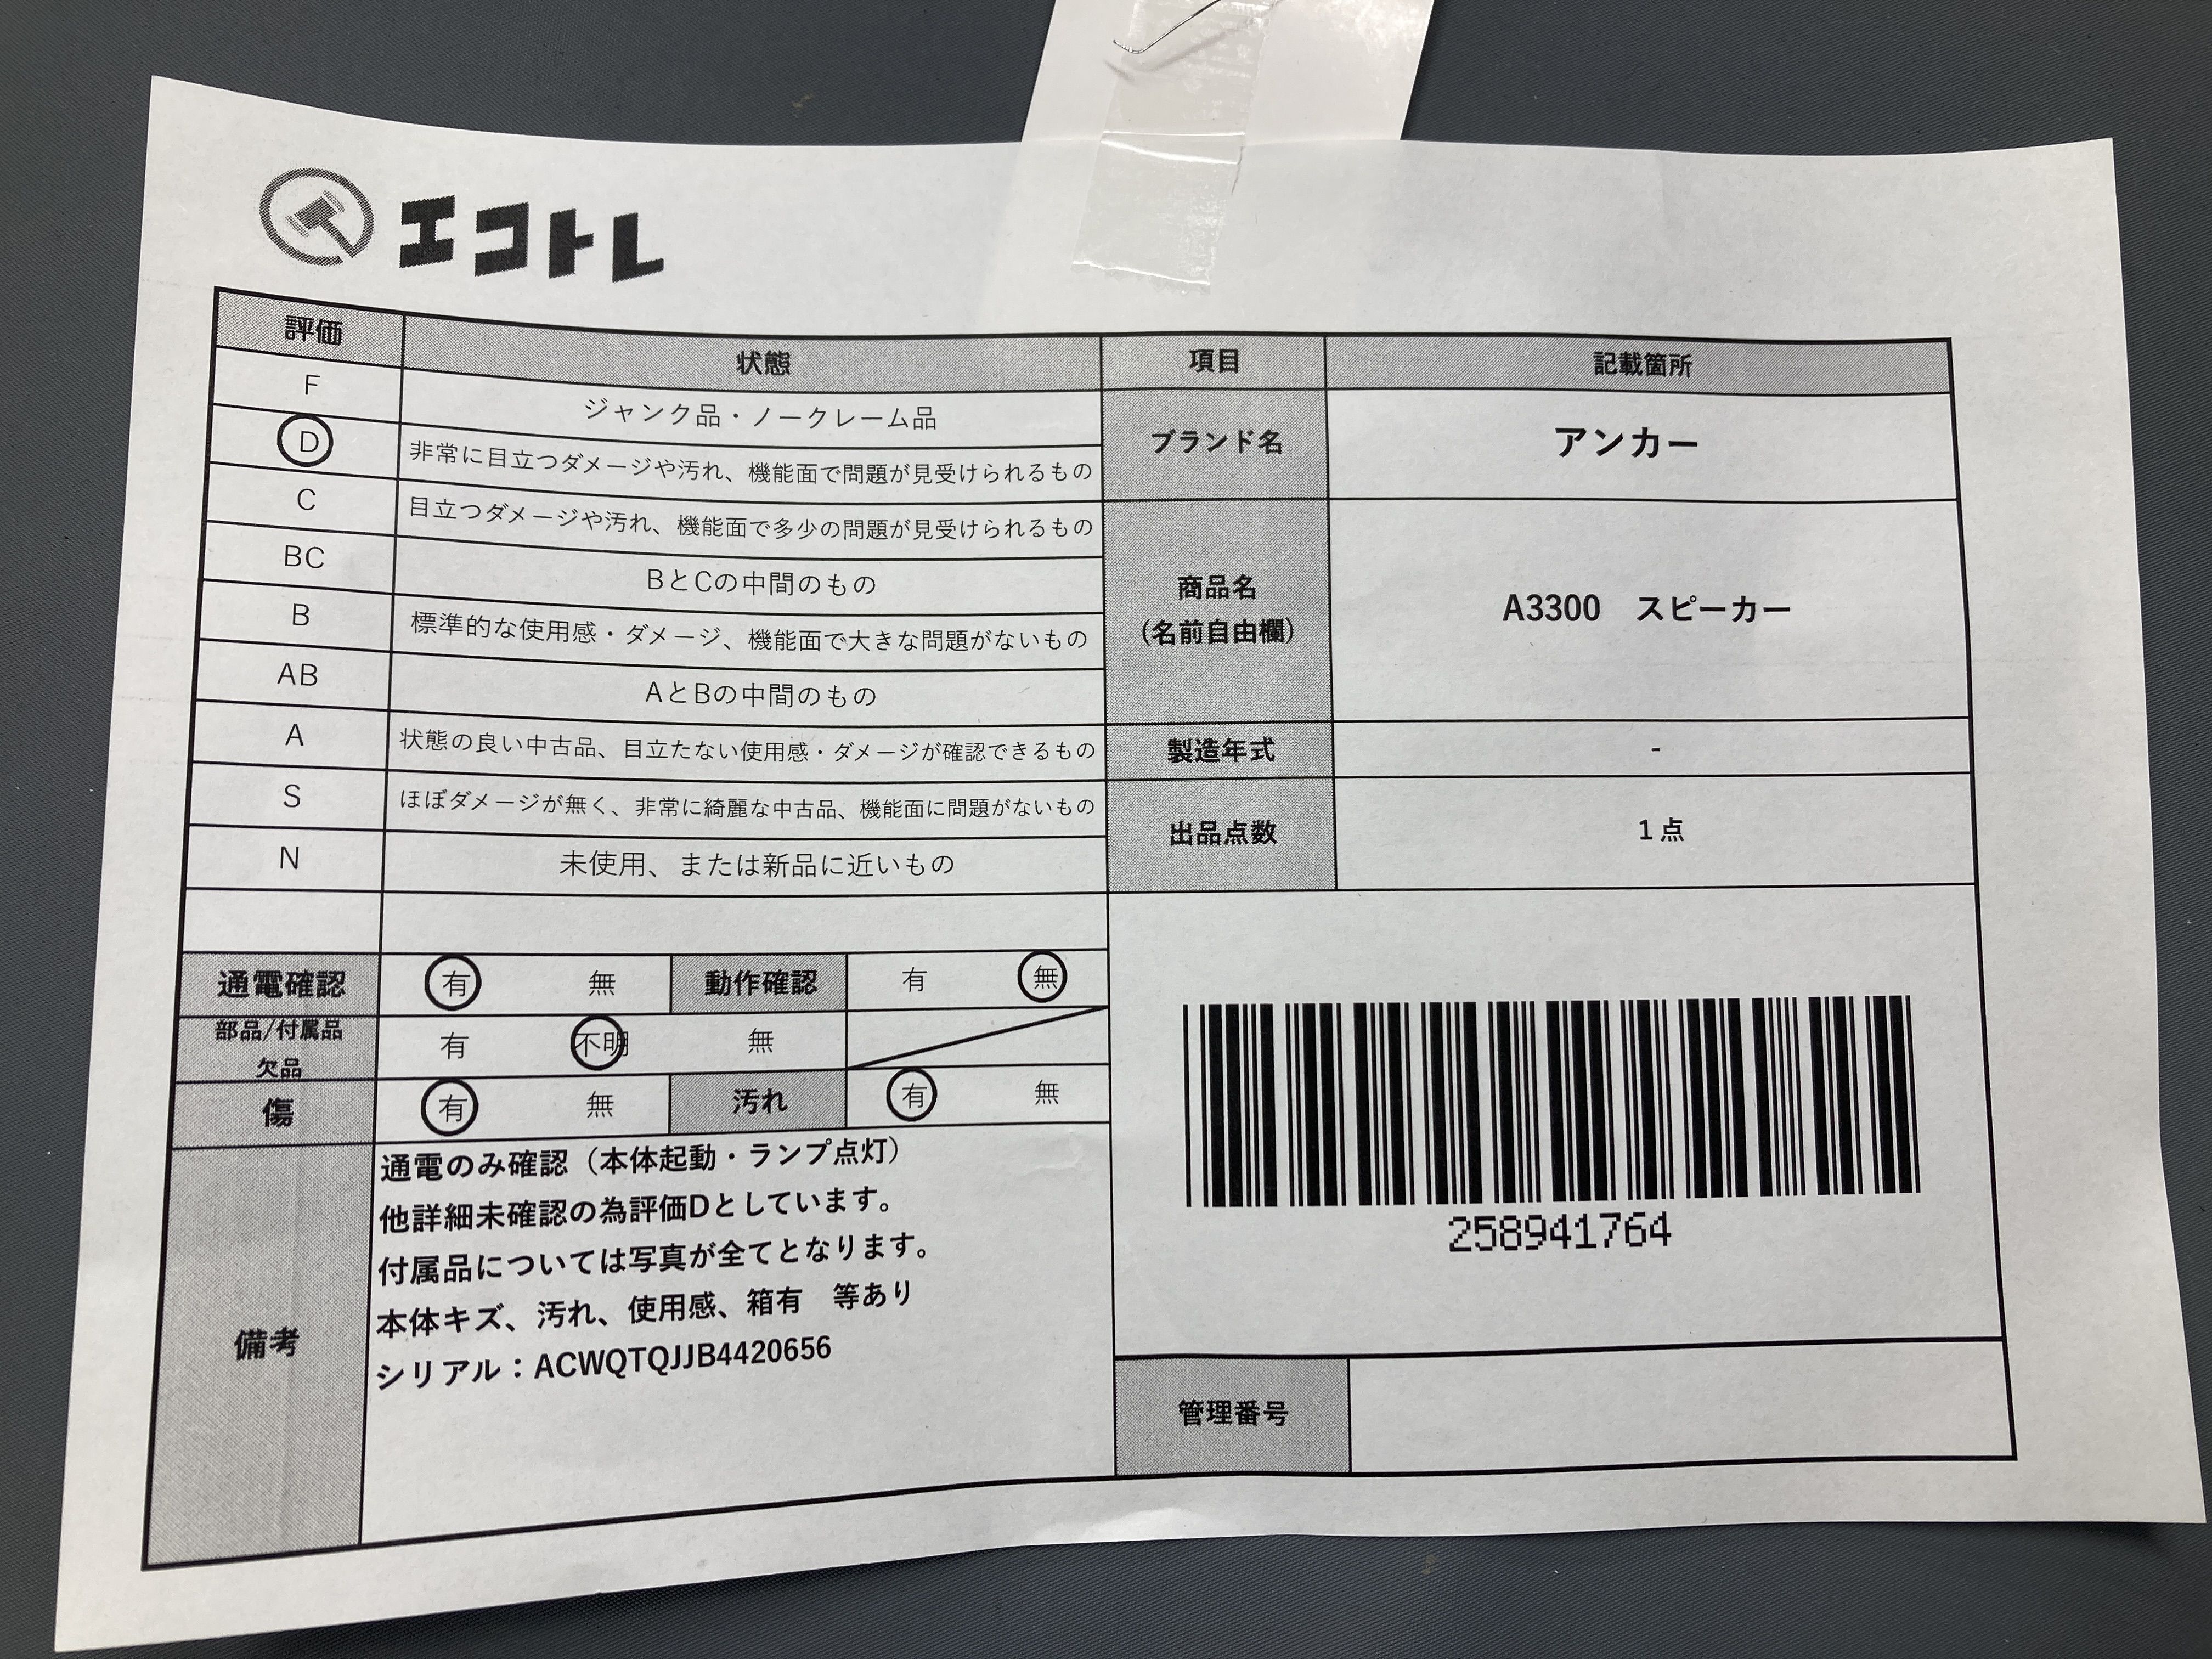 エコトレ
評価 状態 項目 記載箇所
F ジャンク品・ノークレーム品
D 非常に目立つダメージや汚れ、機能面で問題が見受けられるもの
C 目立つダメージや汚れ、機能面で多少の問題が見受けられるもの
BC BとCの中間のもの
B 標準的な使用感・ダメージ、機能面で大きな問題がないもの
AB AとBの中間のもの
A 状態の良い中古品、目立たない使用感・ダメージが確認できるもの
S ほぼダメージが無く、非常に綺麗な中古品、機能面に問題がないもの
N 未使用、または新品に近いもの
ブランド名 アンカー
商品名
(名前自由欄)
A3300 スピーカー
製造年式 -
出品点数 1点
通電確認 有 無 動作確認 有 無
部品/付属品
欠品
有 不明 無
傷 有 無 汚れ 有 無
備考
通電のみ確認（本体起動・ランプ点灯）
他詳細未確認の為評価Dとしています。
付属品については写真が全てとなります。
本体キズ、汚れ、使用感、箱有 等あり
シリアル：ACWQTQJJB4420656
258941764
管理番号